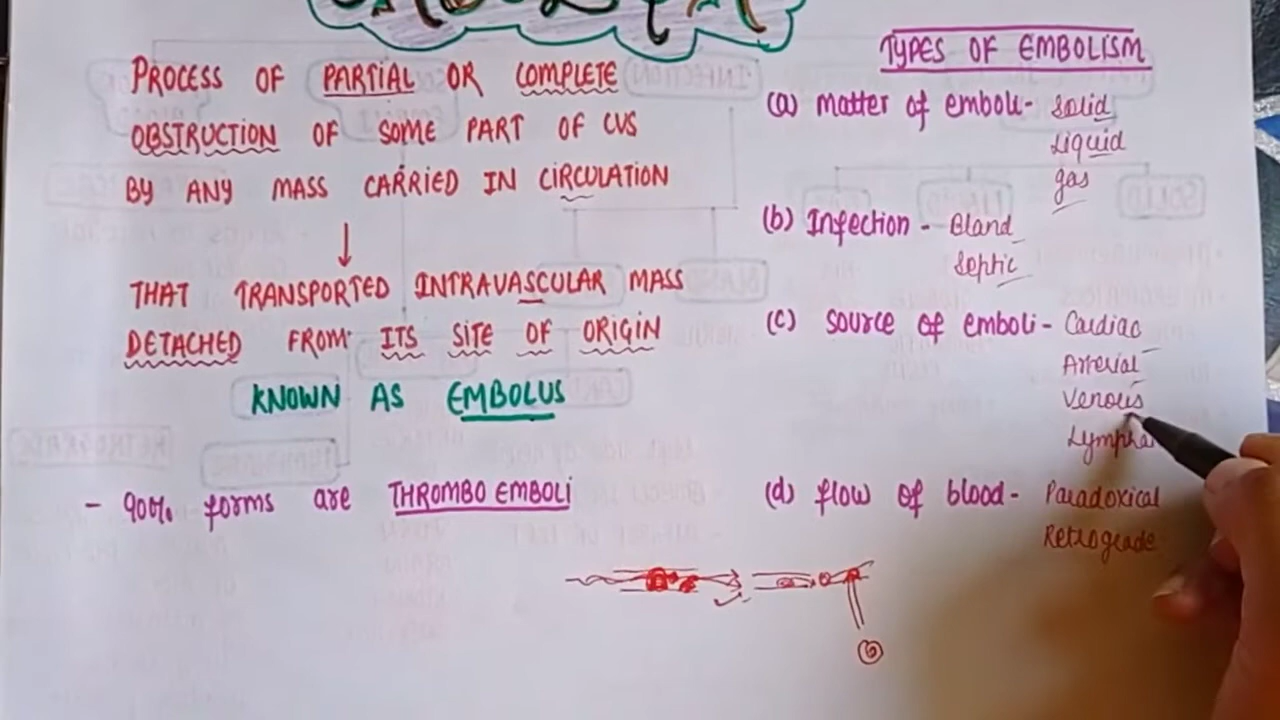 PROCESS OF PARTIAL OR COMPLETE
OBSTRUCTION OF SOME PART OF CVS
BY ANY MASS CARRIED IN CIRCULATION
THAT TRANSPORTED INTRAVASCULAR MASS
DETACHED FROM ITS SITE OF ORIGIN
KNOWN AS EMBOLUS
- 90% forms are THROMBO EMBOLI
TYPES OF EMBOLISM
(a) matter of emboli - Solid
Liquid
gas
(b) Infection - Bland
Septic
(c) source of emboli - Cardiac
Arterial
Venous
(d) flow of blood - Paradoxical
Retrograde